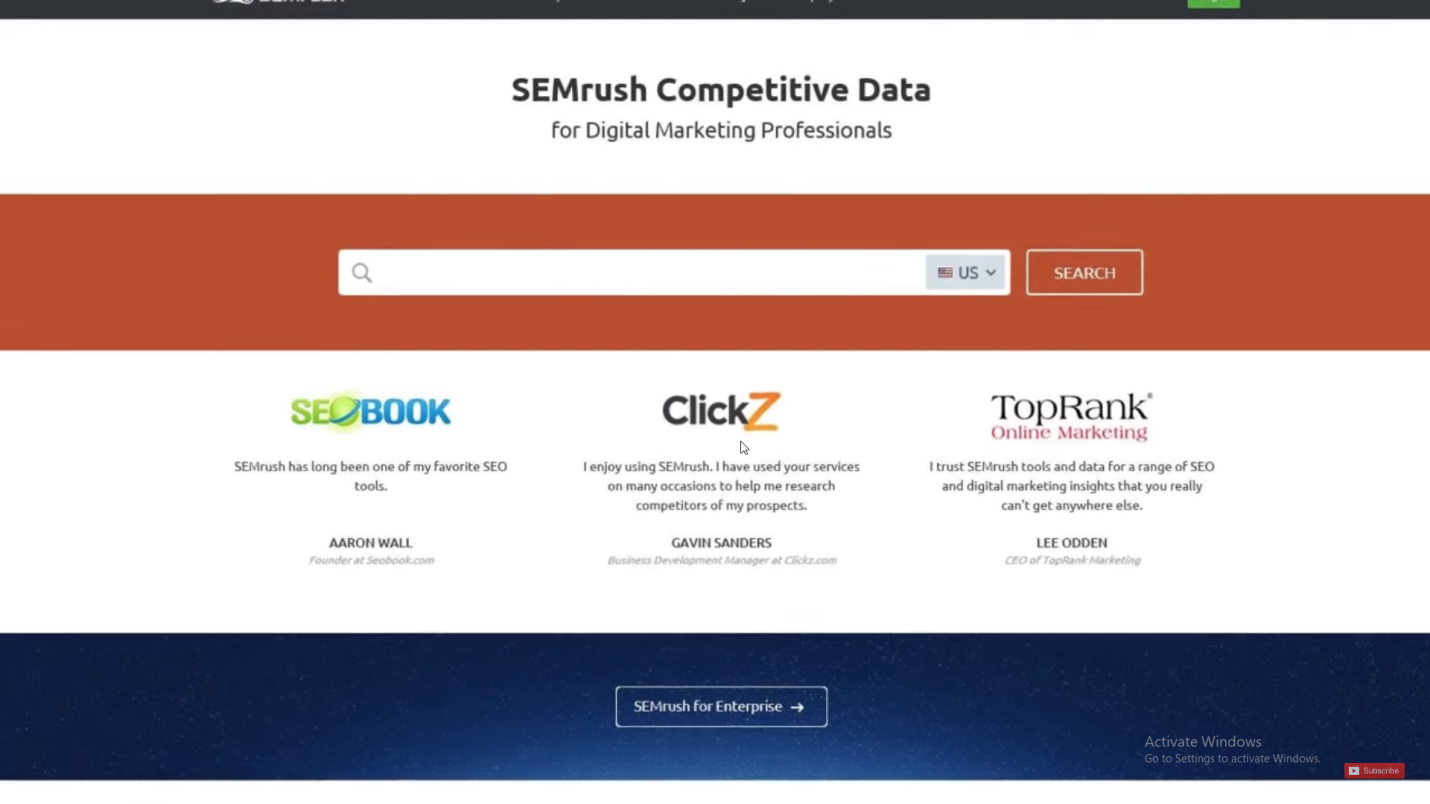 SEMrush Competitive Data
for Digital Marketing Professionals
US
SEARCH
SEOBOOK
ClickZ
TopRank®
Online Marketing
SEMrush has long been one of my favorite SEO
tools.
AARON WALL
Founder at Seobook.com
I enjoy using SEMrush. I have used your services
on many occasions to help me research
competitors of my prospects.
GAVIN SANDERS
Business Development Manager at Clickz.com
I trust SEMrush tools and data for a range of SEO
and digital marketing insights that you really
can't get anywhere else.
LEE ODDEN
CEO of TopRank Marketing
SEMrush for Enterprise →
Activate Windows
Go to Settings to activate Windows.
Subscribe